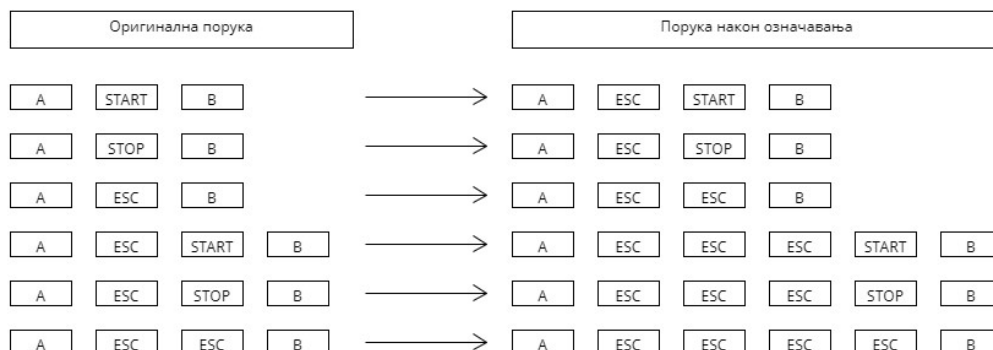 Оригинална порука Порука након означавања
A START B A ESC START B
A STOP B A ESC STOP B
A ESC B A ESC ESC B
A ESC START B A ESC ESC ESC START B
A ESC STOP B A ESC ESC ESC STOP B
A ESC ESC B A ESC ESC ESC ESC B